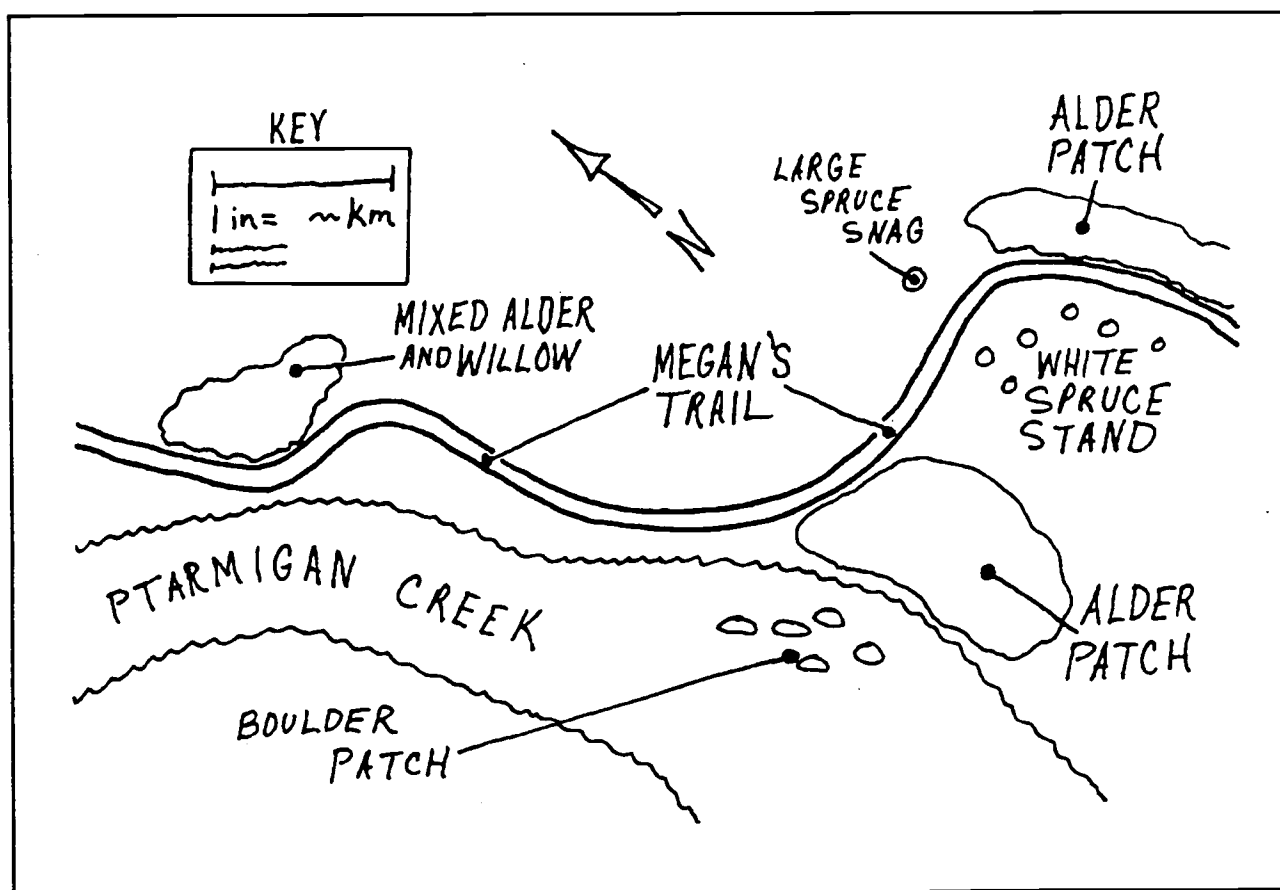 KEY
1 in = ~ km
N
LARGE
SPRUCE
SNAG
ALDER
PATCH
MIXED ALDER
AND WILLOW
MEGAN'S
TRAIL
WHITE
SPRUCE
STAND
PTARMIGAN CREEK
ALDER
PATCH
BOULDER
PATCH